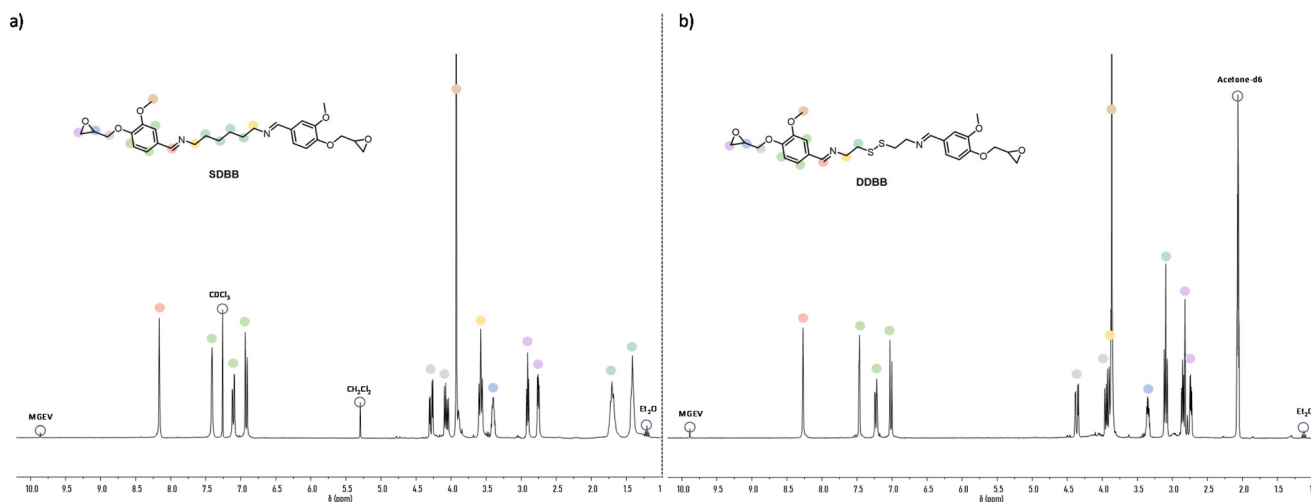 a)
O
O
O
N
N
O
O
O
SDBB
MGEV
CDCl3
CH2Cl2
Et2O
10.0 9.5 9.0 8.5 8.0 7.5 7.0 6.5 6.0 5.5 5.0 4.5 4.0 3.5 3.0 2.5 2.0 1.5 1
δ (ppm)
b)
O
O
O
N
S
S
N
O
O
O
DDBB
Acetone-d6
MGEV
Et2O
10.0 9.5 9.0 8.5 8.0 7.5 7.0 6.5 6.0 5.5 5.0 4.5 4.0 3.5 3.0 2.5 2.0 1.5 1.0
δ (ppm)